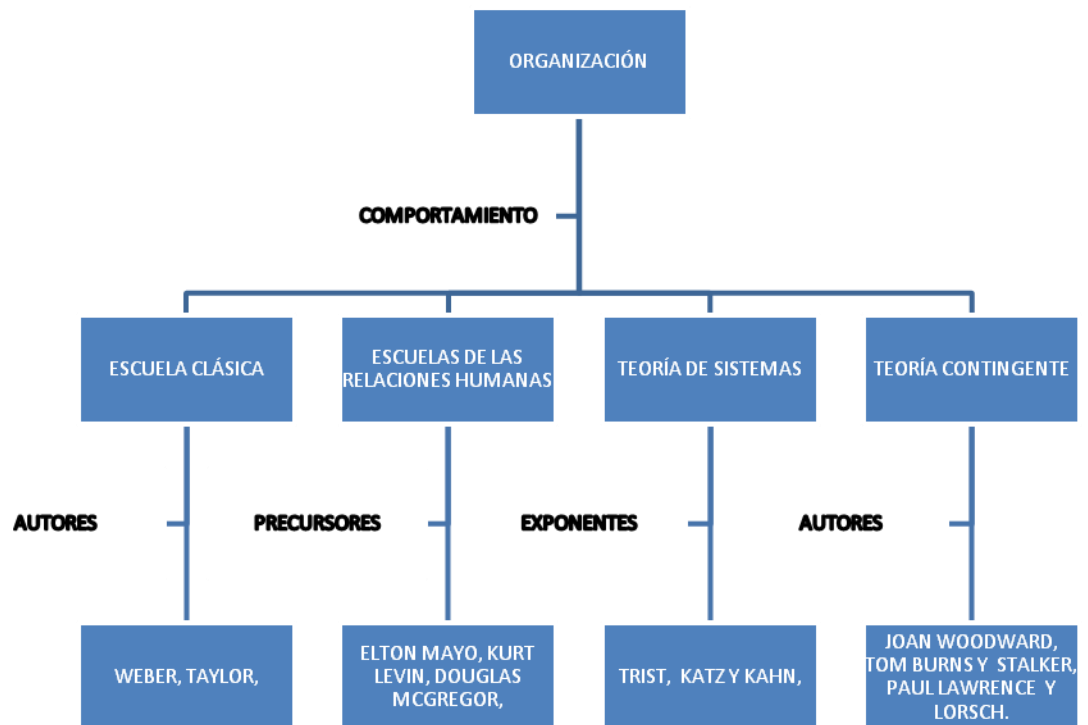 ORGANIZACIÓN
COMPORTAMIENTO
ESCUELA CLÁSICA
ESCUELAS DE LAS
RELACIONES HUMANAS
TEORÍA DE SISTEMAS
TEORÍA CONTINGENTE
AUTORES
PRECURSORES
EXPONENTES
AUTORES
WEBER, TAYLOR,
ELTON MAYO, KURT
LEVIN, DOUGLAS
MCGREGOR,
TRIST, KATZ Y KAHN,
JOAN WOODWARD,
TOM BURNS Y STALKER,
PAUL LAWRENCE Y
LORSCH.